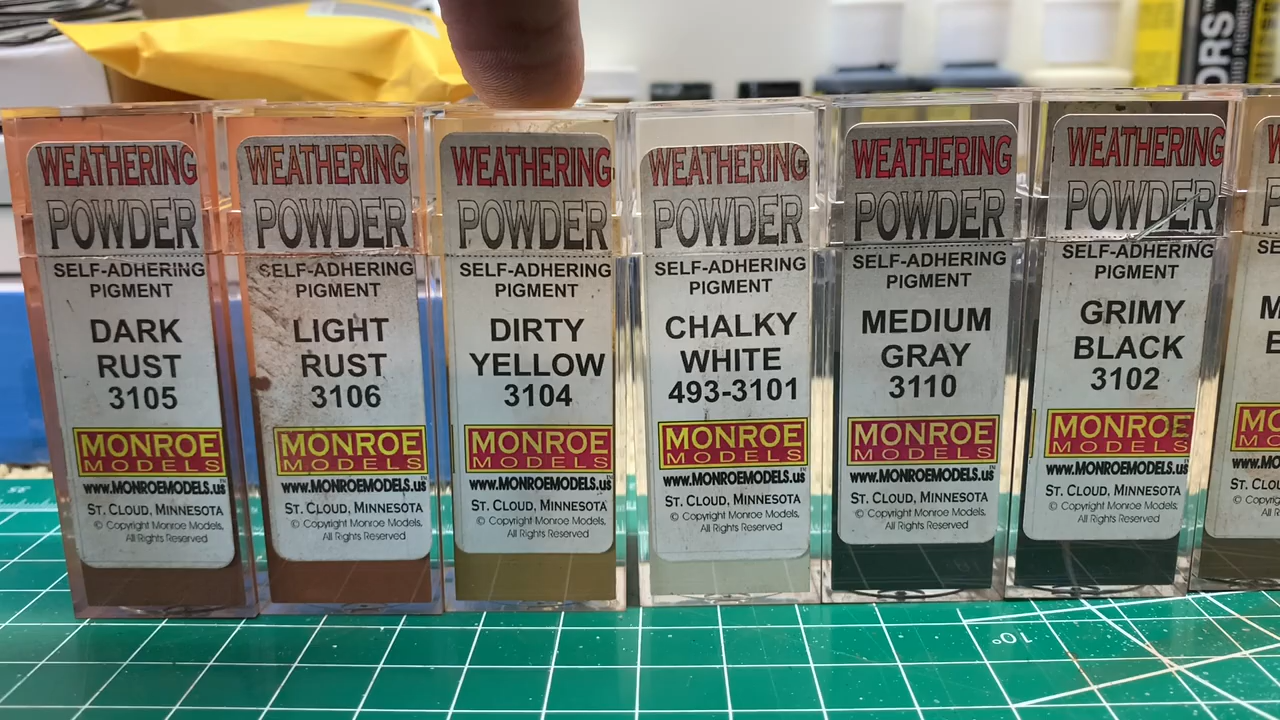 WEATHERING
POWDER
SELF-ADHERING
PIGMENT
DARK
RUST
3105
MONROE
MODELS
www.MONROEMODELS.us
ST. CLOUD, MINNESOTA
© Copyright Monroe Models,
All Rights Reserved
WEATHERING
POWDER
SELF-ADHERING
PIGMENT
LIGHT
RUST
3106
MONROE
MODELS
www.MONROEMODELS.us
ST. CLOUD, MINNESOTA
© Copyright Monroe Models,
All Rights Reserved
WEATHERING
POWDER
SELF-ADHERING
PIGMENT
DIRTY
YELLOW
3104
MONROE
MODELS
www.MONROEMODELS.us
ST. CLOUD, MINNESOTA
© Copyright Monroe Models,
All Rights Reserved
WEATHERING
POWDER
SELF-ADHERING
PIGMENT
CHALKY
WHITE
493-3101
MONROE
MODELS
www.MONROEMODELS.us
ST. CLOUD, MINNESOTA
© Copyright Monroe Models,
All Rights Reserved
WEATHERING
POWDER
SELF-ADHERING
PIGMENT
MEDIUM
GRAY
3110
MONROE
MODELS
www.MONROEMODELS.us
ST. CLOUD, MINNESOTA
© Copyright Monroe Models,
All Rights Reserved
WEATHERING
POWDER
SELF-ADHERING
PIGMENT
GRIMY
BLACK
3102
MONROE
MODELS
www.MONROEMODELS.us
ST. CLOUD, MINNESOTA
© Copyright Monroe Models,
All Rights Reserved
10°